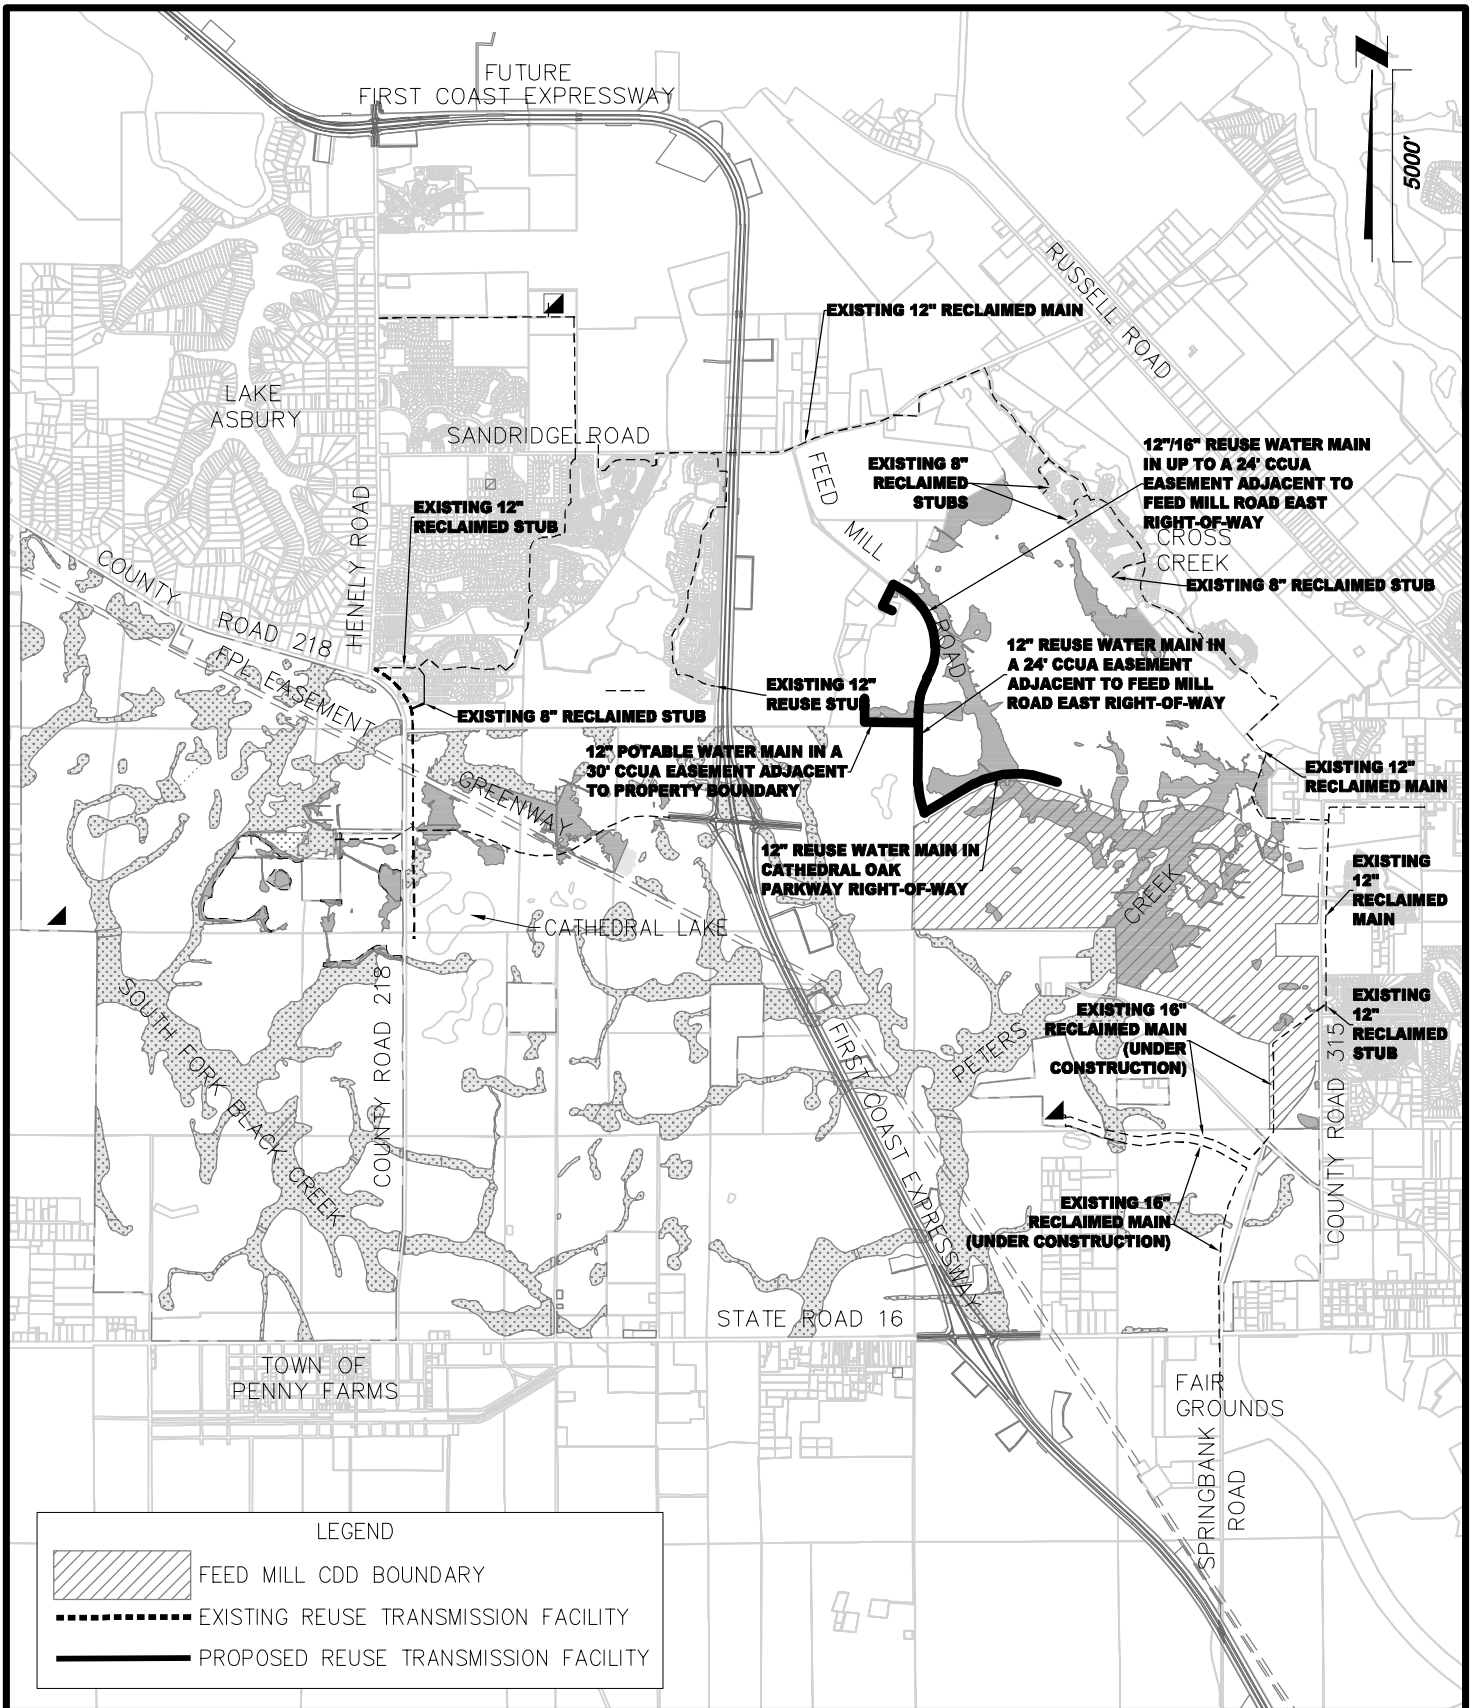 FUTURE
FIRST COAST EXPRESSWAY
5000'
RUSSELL ROAD
EXISTING 12" RECLAIMED MAIN
LAKE
ASBURY
SANDRIDGE ROAD
FEED
MILL
ROAD
EXISTING 8"
RECLAIMED
STUBS
12"/16" REUSE WATER MAIN
IN UP TO A 24' CCUA
EASEMENT ADJACENT TO
FEED MILL ROAD EAST
RIGHT-OF-WAY
CROSS
CREEK
EXISTING 8" RECLAIMED STUB
HENELY ROAD
EXISTING 12"
RECLAIMED STUB
COUNTY
ROAD 218
FPL EASEMENT
GREENWAY
12" REUSE WATER MAIN IN
A 24' CCUA EASEMENT
ADJACENT TO FEED MILL
ROAD EAST RIGHT-OF-WAY
EXISTING 12"
REUSE STUB
EXISTING 8" RECLAIMED STUB
12" POTABLE WATER MAIN IN A
30' CCUA EASEMENT ADJACENT
TO PROPERTY BOUNDARY
EXISTING 12"
RECLAIMED MAIN
12" REUSE WATER MAIN IN
CATHEDRAL OAK
PARKWAY RIGHT-OF-WAY
EXISTING
12"
RECLAIMED
MAIN
CATHEDRAL LAKE
PETERS
CREEK
SOUTH FORK BLACK CREEK
COUNTY ROAD 218
FIRST COAST EXPRESSWAY
EXISTING 16"
RECLAIMED MAIN
(UNDER
CONSTRUCTION)
EXISTING
12"
RECLAIMED
STUB
COUNTY ROAD 315
EXISTING 16"
RECLAIMED MAIN
(UNDER CONSTRUCTION)
STATE ROAD 16
TOWN OF
PENNY FARMS
FAIR
GROUNDS
SPRINGBANK
ROAD
LEGEND
FEED MILL CDD BOUNDARY
EXISTING REUSE TRANSMISSION FACILITY
PROPOSED REUSE TRANSMISSION FACILITY